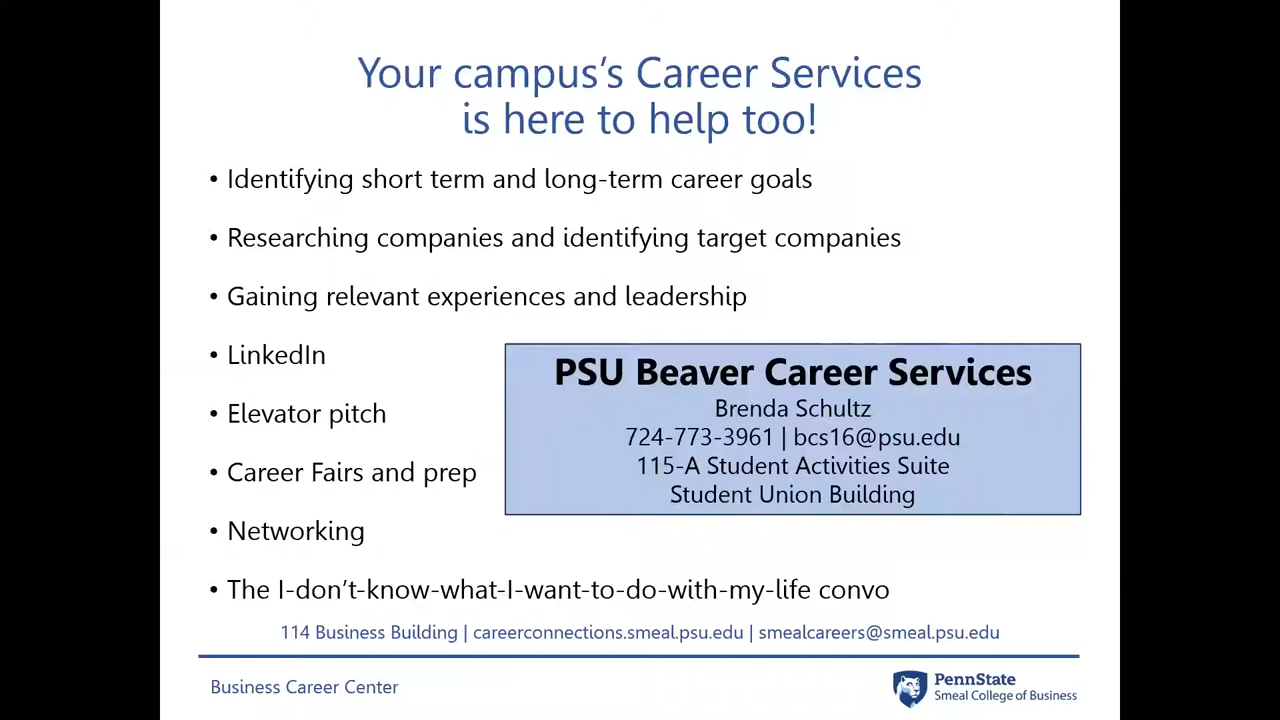 Your campus’s Career Services
is here to help too!
• Identifying short term and long-term career goals
• Researching companies and identifying target companies
• Gaining relevant experiences and leadership
• LinkedIn
• Elevator pitch
• Career Fairs and prep
• Networking
• The I-don’t-know-what-I-want-to-do-with-my-life convo
PSU Beaver Career Services
Brenda Schultz
724-773-3961 | bcs16@psu.edu
115-A Student Activities Suite
Student Union Building
114 Business Building | careerconnections.smeal.psu.edu | smealcareers@smeal.psu.edu
Business Career Center
PennState
Smeal College of Business